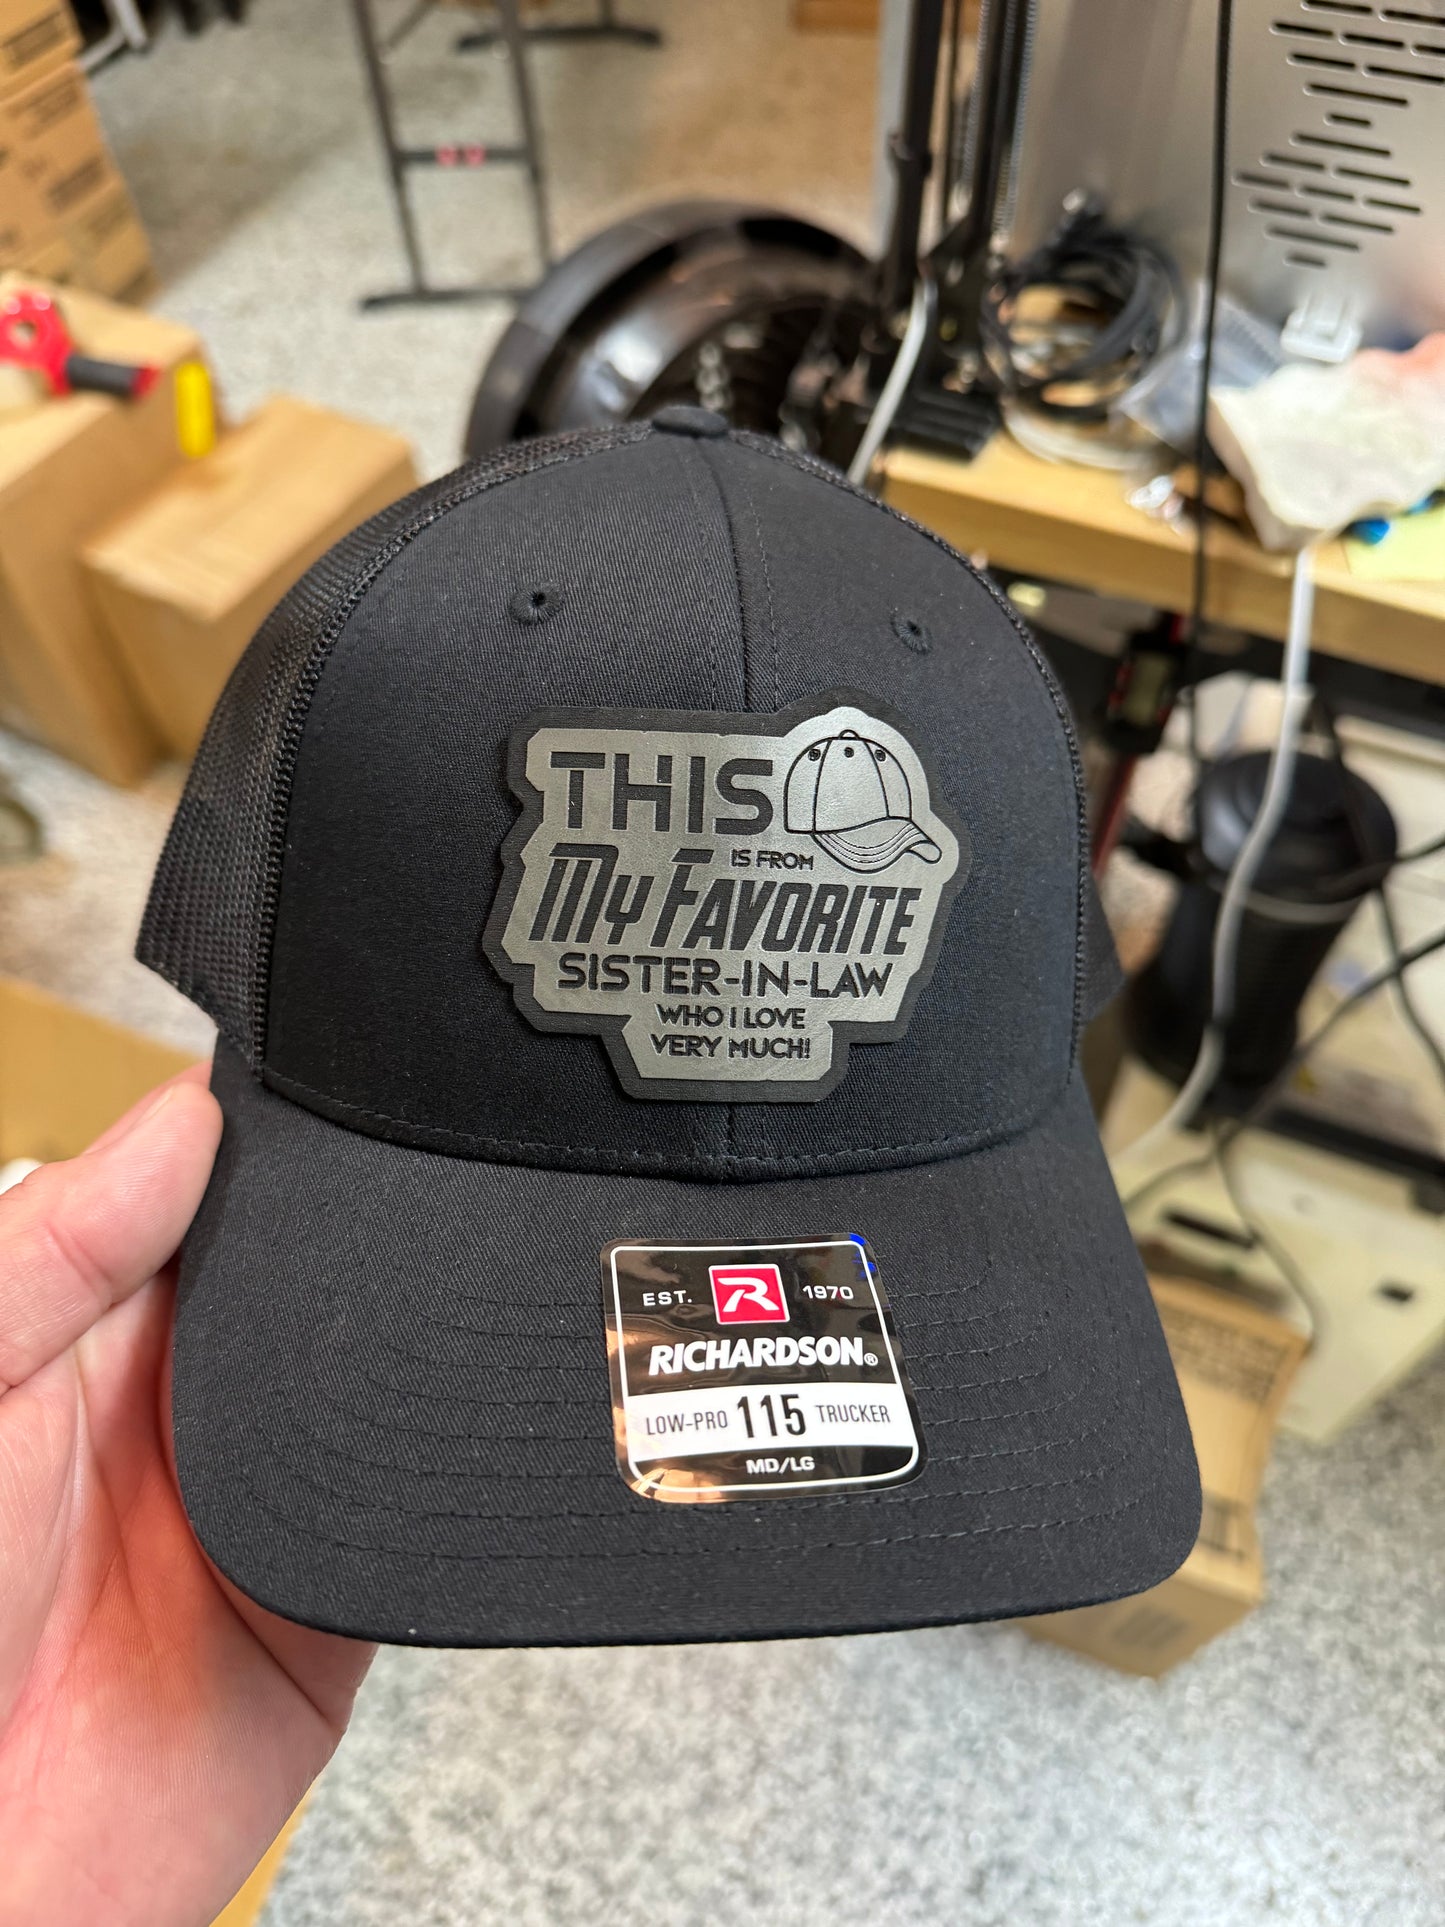 THIS
IS FROM
My FAVORITE
SISTER-IN-LAW
WHO I LOVE
VERY MUCH!
EST. R 1970
RICHARDSON®
LOW-PRO 115 TRUCKER
MD/LG